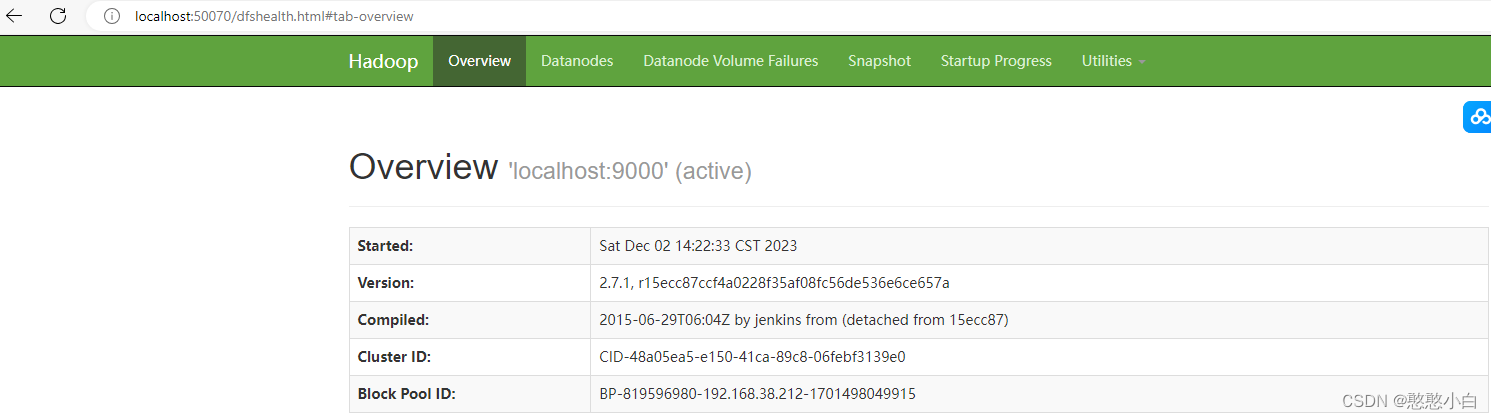 localhost:50070/dfshealth.html#tab-overview
Hadoop Overview Datanodes Datanode Volume Failures Snapshot Startup Progress Utilities
Overview 'localhost:9000' (active)
Started: Sat Dec 02 14:22:33 CST 2023
Version: 2.7.1, r15ecc87ccf4a0228f35af08fc56de536e6ce657a
Compiled: 2015-06-29T06:04Z by jenkins from (detached from 15ecc87)
Cluster ID: CID-48a05ea5-e150-41ca-89c8-06febf3139e0
Block Pool ID: BP-819596980-192.168.38.212-1701498049915
CSDN @憨憨小白